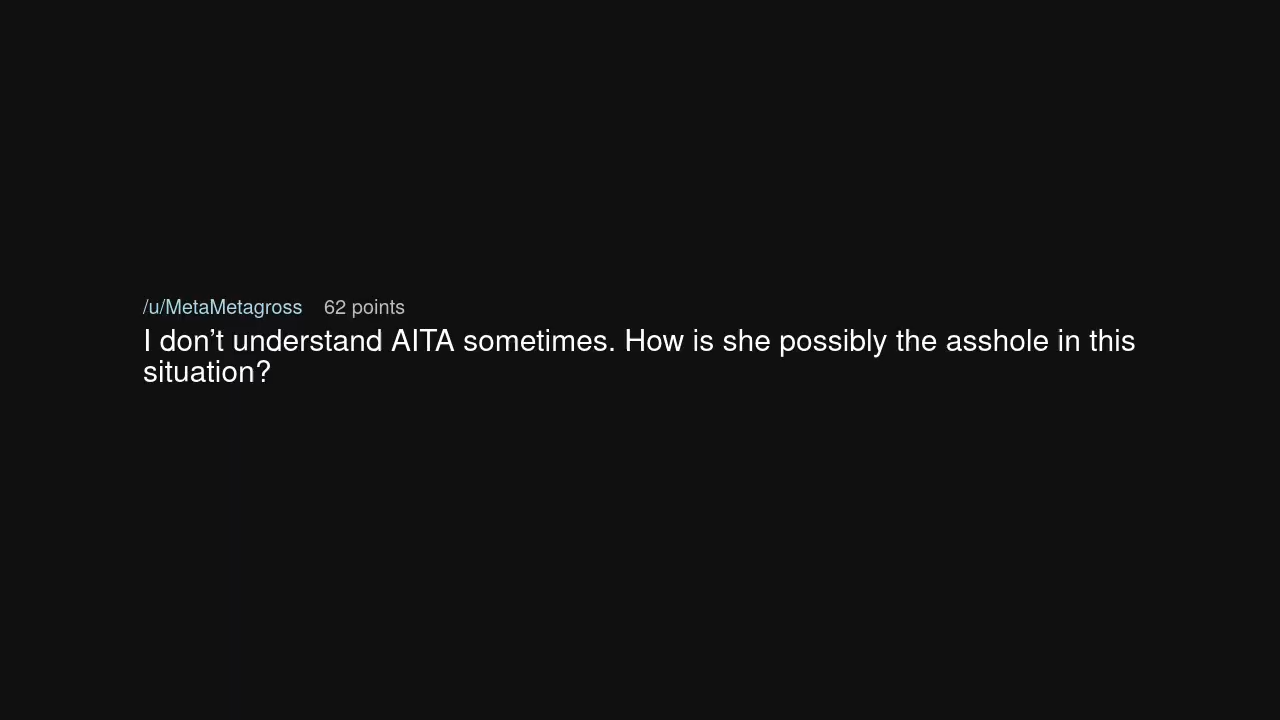 /u/MetaMetagross 62 points
I don’t understand AITA sometimes. How is she possibly the asshole in this
situation?